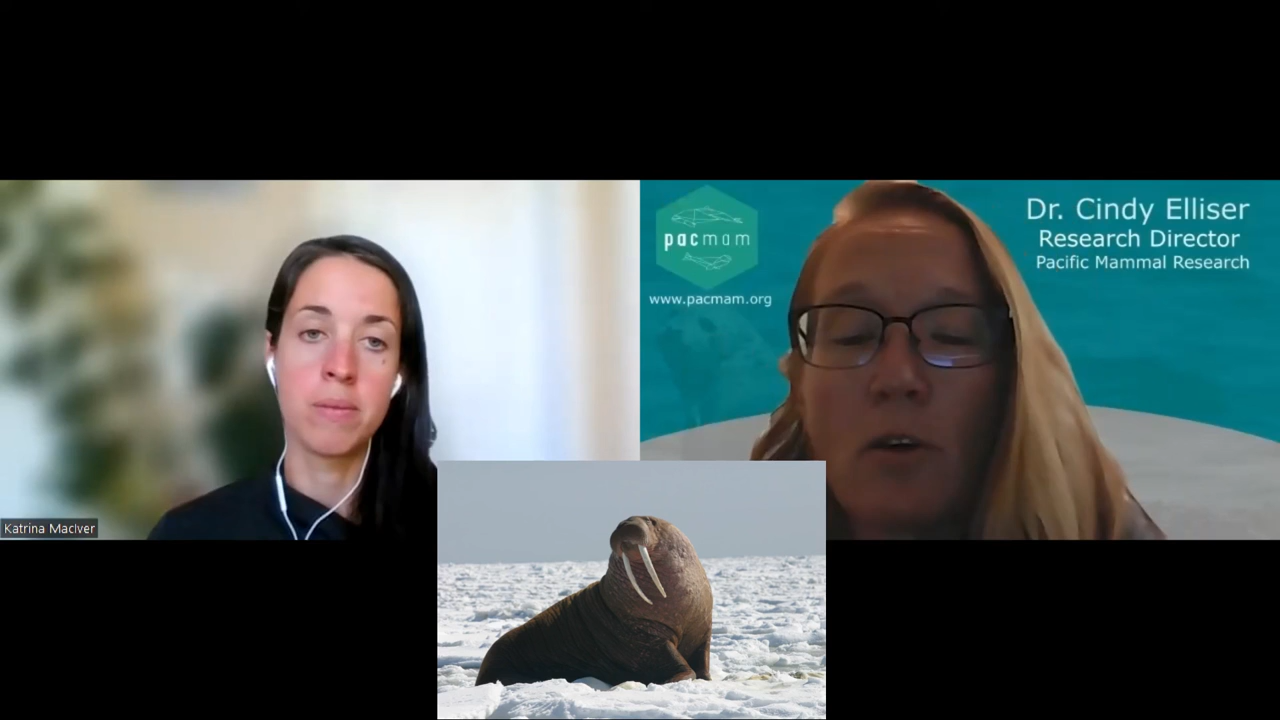 pacmam
www.pacmam.org
Dr. Cindy Elliser
Research Director
Pacific Mammal Research
Katrina MacIver